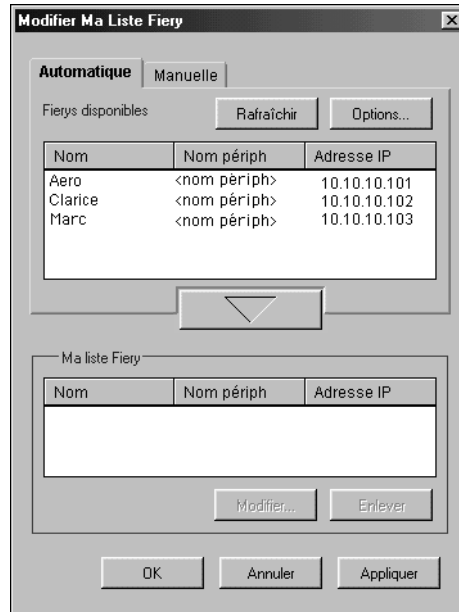 Modifier Ma Liste Fiery
Automatique Manuelle
Fierys disponibles Rafraîchir Options...
Nom Nom périph Adresse IP
Aero <nom pèriph> 10.10.10.101
Clarice <nom pèriph> 10.10.10.102
Marc <nom pèriph> 10.10.10.103
Ma liste Fiery
Nom Nom périph Adresse IP
Modifier... Enlever
OK Annuler Appliquer